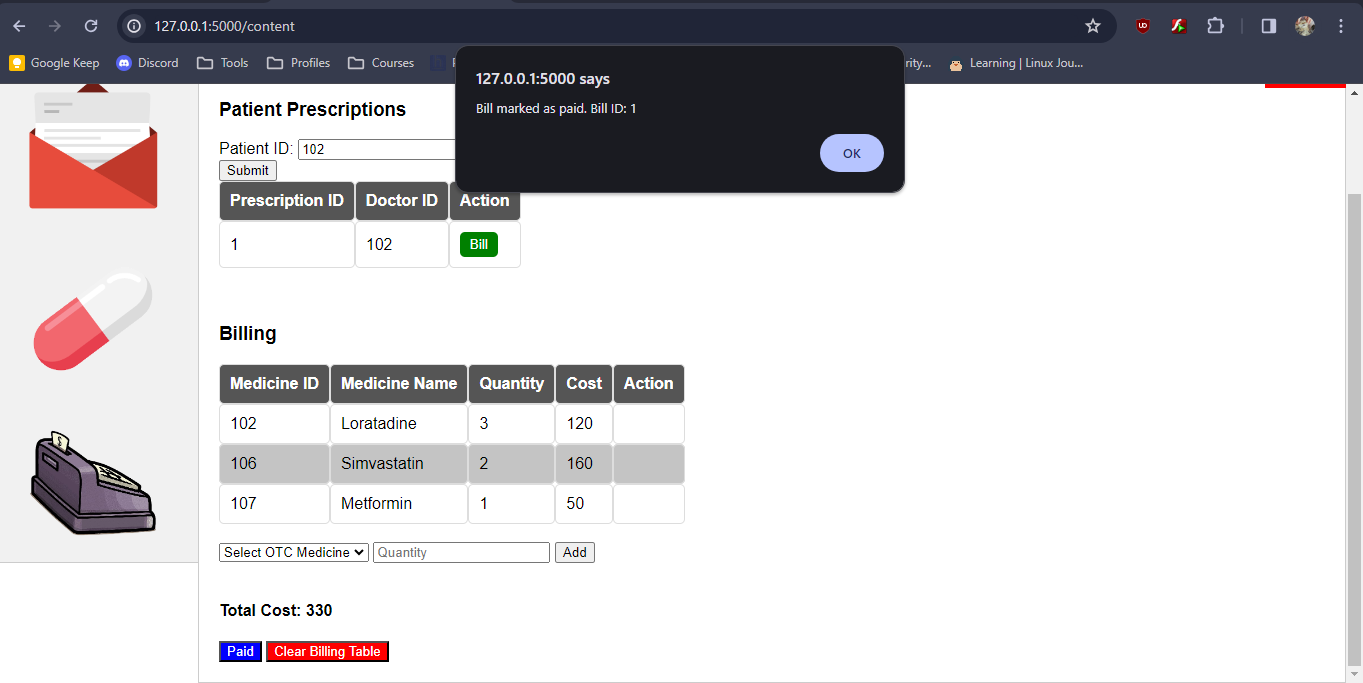 127.0.0.1:5000/content
Google Keep Discord Tools Profiles Courses rity... Learning | Linux Jou...
127.0.0.1:5000 says
Bill marked as paid. Bill ID: 1
OK
Patient Prescriptions
Patient ID: 102
Submit
Prescription ID Doctor ID Action
1 102 Bill
Billing
Medicine ID Medicine Name Quantity Cost Action
102 Loratadine 3 120
106 Simvastatin 2 160
107 Metformin 1 50
Select OTC Medicine Quantity Add
Total Cost: 330
Paid Clear Billing Table